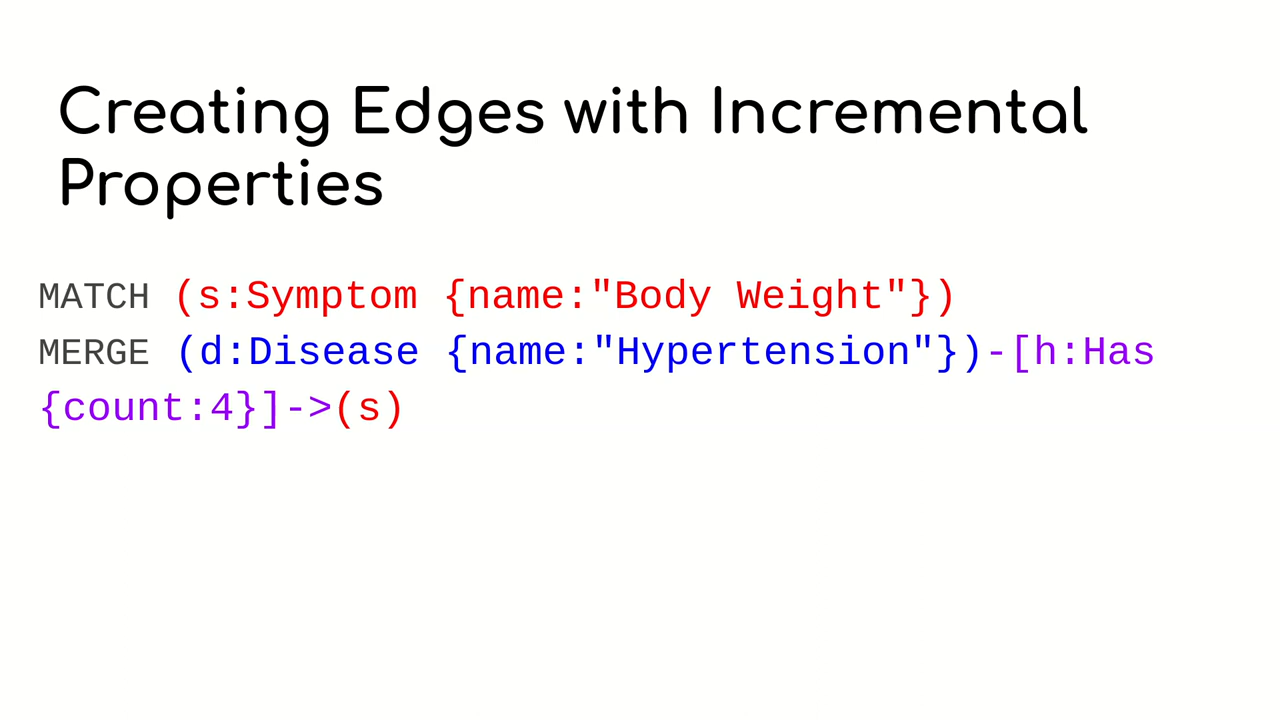 Creating Edges with Incremental
Properties
MATCH (s:Symptom {name:"Body Weight"})
MERGE (d:Disease {name:"Hypertension"})-[h:Has
{count:4}]->(s)